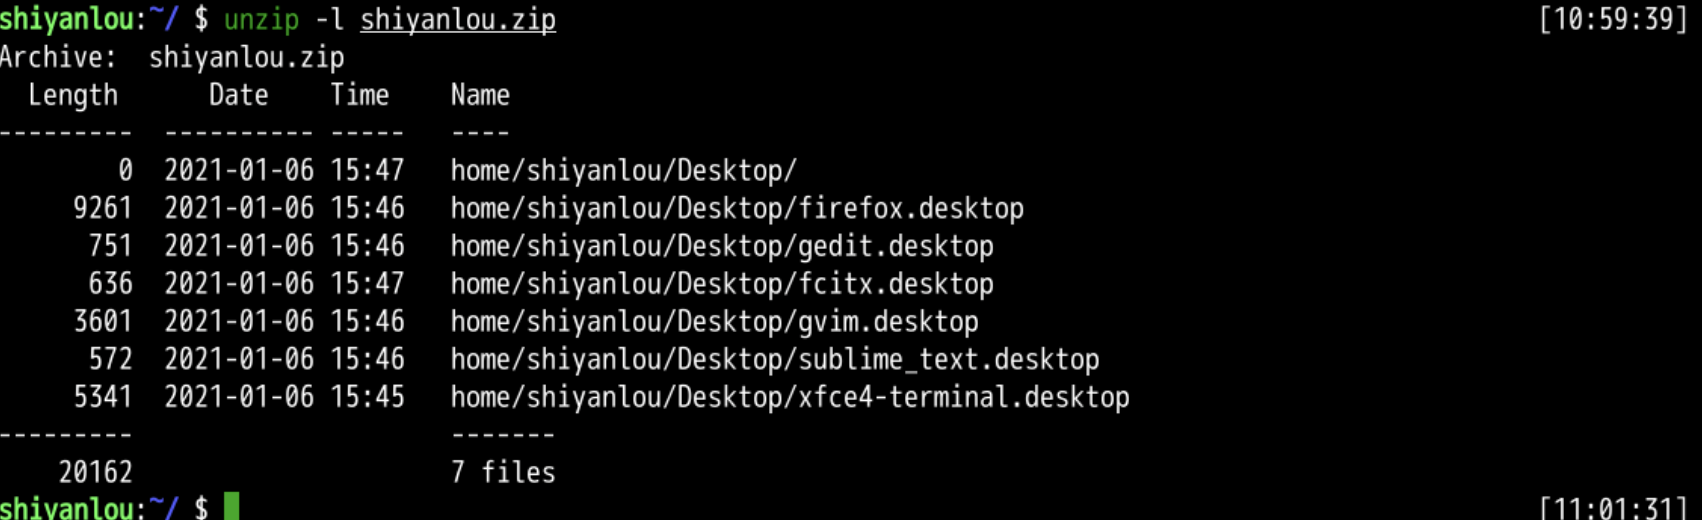 shiyanlou:~/ $ unzip -l shiyanlou.zip [10:59:39]
Archive:  shiyanlou.zip
  Length      Date    Time    Name
---------  ---------- -----   ----
        0  2021-01-06 15:47   home/shiyanlou/Desktop/
     9261  2021-01-06 15:46   home/shiyanlou/Desktop/firefox.desktop
      751  2021-01-06 15:46   home/shiyanlou/Desktop/gedit.desktop
      636  2021-01-06 15:47   home/shiyanlou/Desktop/fcitx.desktop
     3601  2021-01-06 15:46   home/shiyanlou/Desktop/gvim.desktop
      572  2021-01-06 15:46   home/shiyanlou/Desktop/sublime_text.desktop
     5341  2021-01-06 15:45   home/shiyanlou/Desktop/xfce4-terminal.desktop
---------                     -------
    20162                     7 files
shiyanlou:~/ $ [11:01:31]